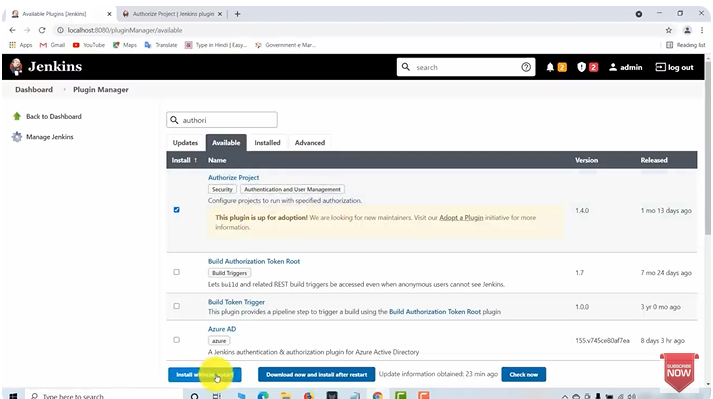 Available Plugins [Jenkins]
Authorize Project | Jenkins plugin
localhost:8080/pluginManager/available
Apps
Gmail
YouTube
Maps
Translate
Type in Hindi | Easy...
Government e Mar...
Reading list
Jenkins
search
2
2
admin
log out
Dashboard
Plugin Manager
Back to Dashboard
Manage Jenkins
authori
Updates
Available
Installed
Advanced
Install ↑
Name
Version
Released
Authorize Project
Security
Authentication and User Management
Configure projects to run with specified authorization.
This plugin is up for adoption! We are looking for new maintainers. Visit our Adopt a Plugin initiative for more
information.
1.4.0
1 mo 13 days ago
Build Authorization Token Root
Build Triggers
Lets build and related REST build triggers be accessed even when anonymous users cannot see Jenkins.
1.7
7 mo 24 days ago
Build Token Trigger
This plugin provides a pipeline step to trigger a build using the Build Authorization Token Root plugin
1.0.0
3 yr 0 mo ago
Azure AD
azure
A Jenkins authentication & authorization plugin for Azure Active Directory
155.v745ce80af7ea
8 days 3 hr ago
Install without restart
Download now and install after restart
Update information obtained: 23 min ago
Check now
SUBSCRIBE
NOW
Type here to search